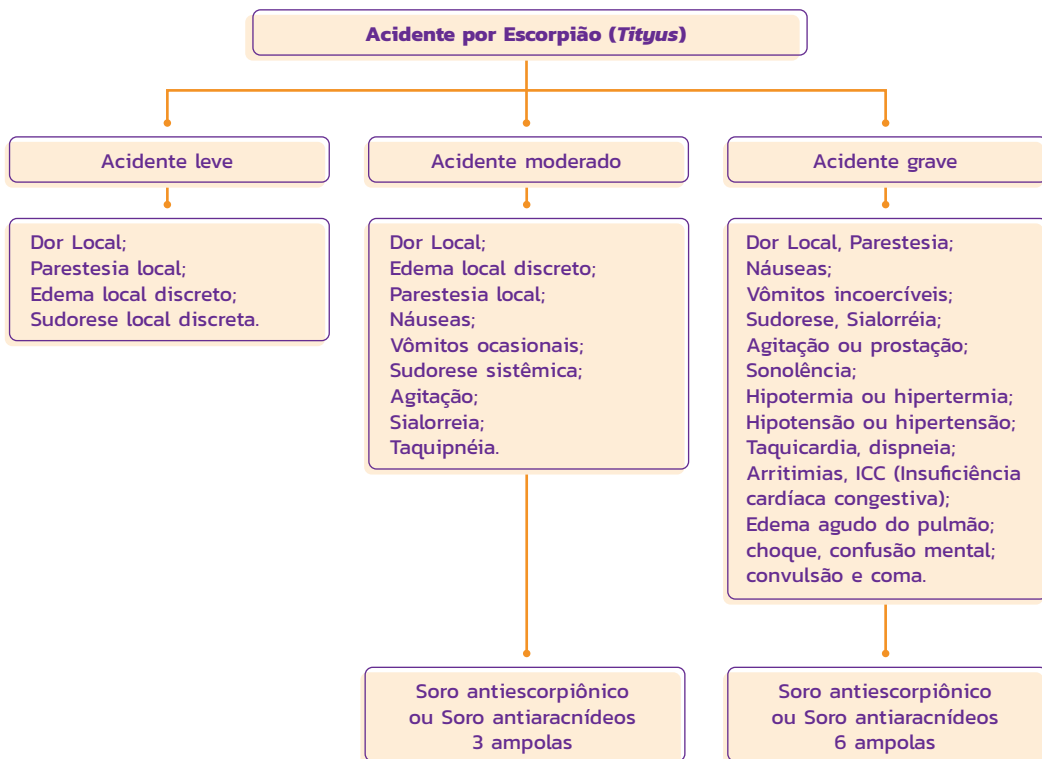 Acidente por Escorpião (Tityus)
Acidente leve
Dor Local;
Parestesia local;
Edema local discreto;
Sudorese local discreta.
Acidente moderado
Dor Local;
Edema local discreto;
Parestesia local;
Náuseas;
Vômitos ocasionais;
Sudorese sistêmica;
Agitação;
Sialorreia;
Taquipnéia.
Soro antiescorpiônico
ou Soro antiaracnídeos
3 ampolas
Acidente grave
Dor Local, Parestesia;
Náuseas;
Vômitos incoercíveis;
Sudorese, Sialorréia;
Agitação ou prostação;
Sonolência;
Hipotermia ou hipertermia;
Hipotensão ou hipertensão;
Taquicardia, dispneia;
Arritimias, ICC (Insuficiência
cardíaca congestiva);
Edema agudo do pulmão;
choque, confusão mental;
convulsão e coma.
Soro antiescorpiônico
ou Soro antiaracnídeos
6 ampolas